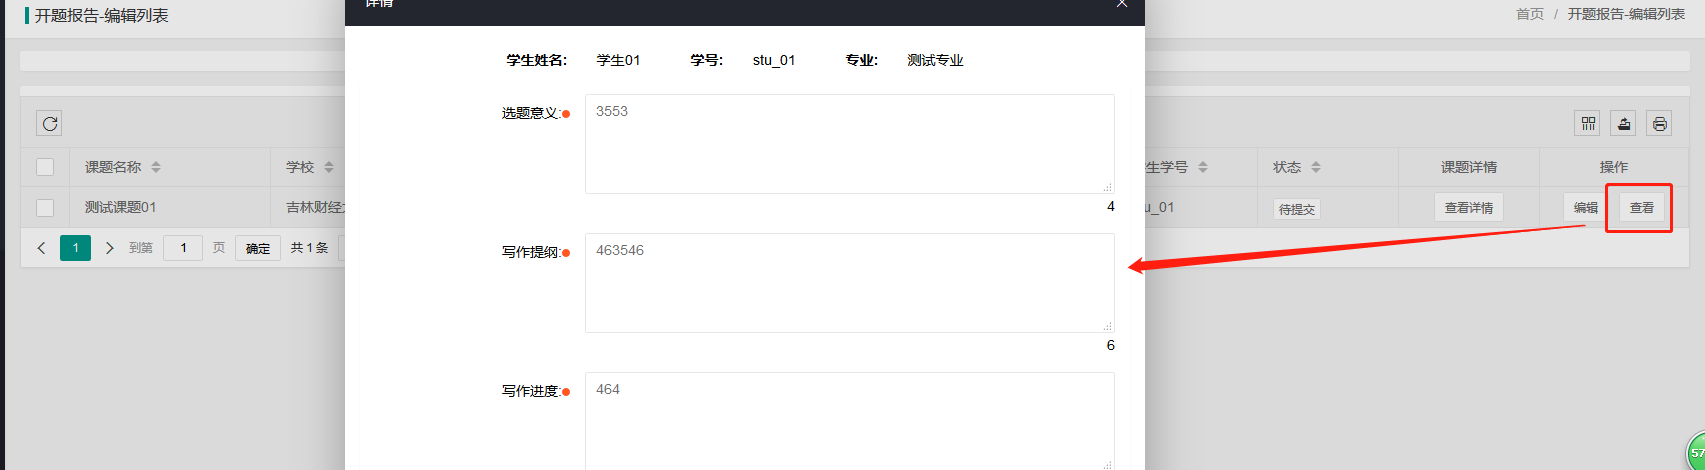 开题报告-编辑列表
首页 / 开题报告-编辑列表
详情
学生姓名: 学生01 学号: stu_01 专业: 测试专业
选题意义:
3553
4
写作提纲:
463546
6
写作进度:
464
课题名称 学校 生学号 状态 课题详情 操作
测试课题01 吉林财经 u_01 待提交 查看详情 编辑 查看
1 到第 1 页 确定 共 1 条
57